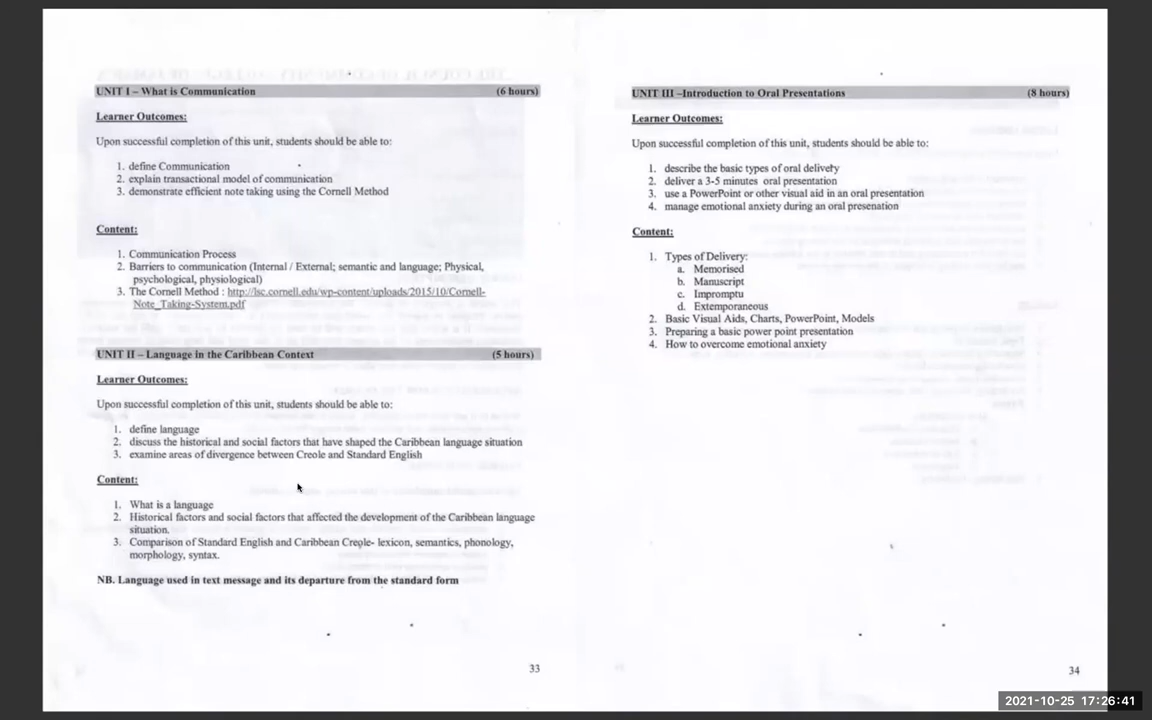 UNIT I – What is Communication (6 hours)
Learner Outcomes:
Upon successful completion of this unit, students should be able to:
1. define Communication
2. explain transactional model of communication
3. demonstrate efficient note taking using the Cornell Method
Content:
1. Communication Process
2. Barriers to communication (Internal / External; semantic and language; Physical,
psychological, physiological)
3. The Cornell Method : http://lsc.cornell.edu/wp-content/uploads/2015/10/Cornell-
Note_Taking-System.pdf
UNIT II – Language in the Caribbean Context (5 hours)
Learner Outcomes:
Upon successful completion of this unit, students should be able to:
1. define language
2. discuss the historical and social factors that have shaped the Caribbean language situation
3. examine areas of divergence between Creole and Standard English
Content:
1. What is a language
2. Historical factors and social factors that affected the development of the Caribbean language
situation.
3. Comparison of Standard English and Caribbean Creole- lexicon, semantics, phonology,
morphology, syntax.
NB. Language used in text message and its departure from the standard form
33
UNIT III –Introduction to Oral Presentations (8 hours)
Learner Outcomes:
Upon successful completion of this unit, students should be able to:
1. describe the basic types of oral delivety
2. deliver a 3-5 minutes oral presentation
3. use a PowerPoint or other visual aid in an oral presentation
4. manage emotional anxiety during an oral presenation
Content:
1. Types of Delivery:
a. Memorised
b. Manuscript
c. Impromptu
d. Extemporaneous
2. Basic Visual Aids, Charts, PowerPoint, Models
3. Preparing a basic power point presentation
4. How to overcome emotional anxiety
34
2021-10-25 17:26:41